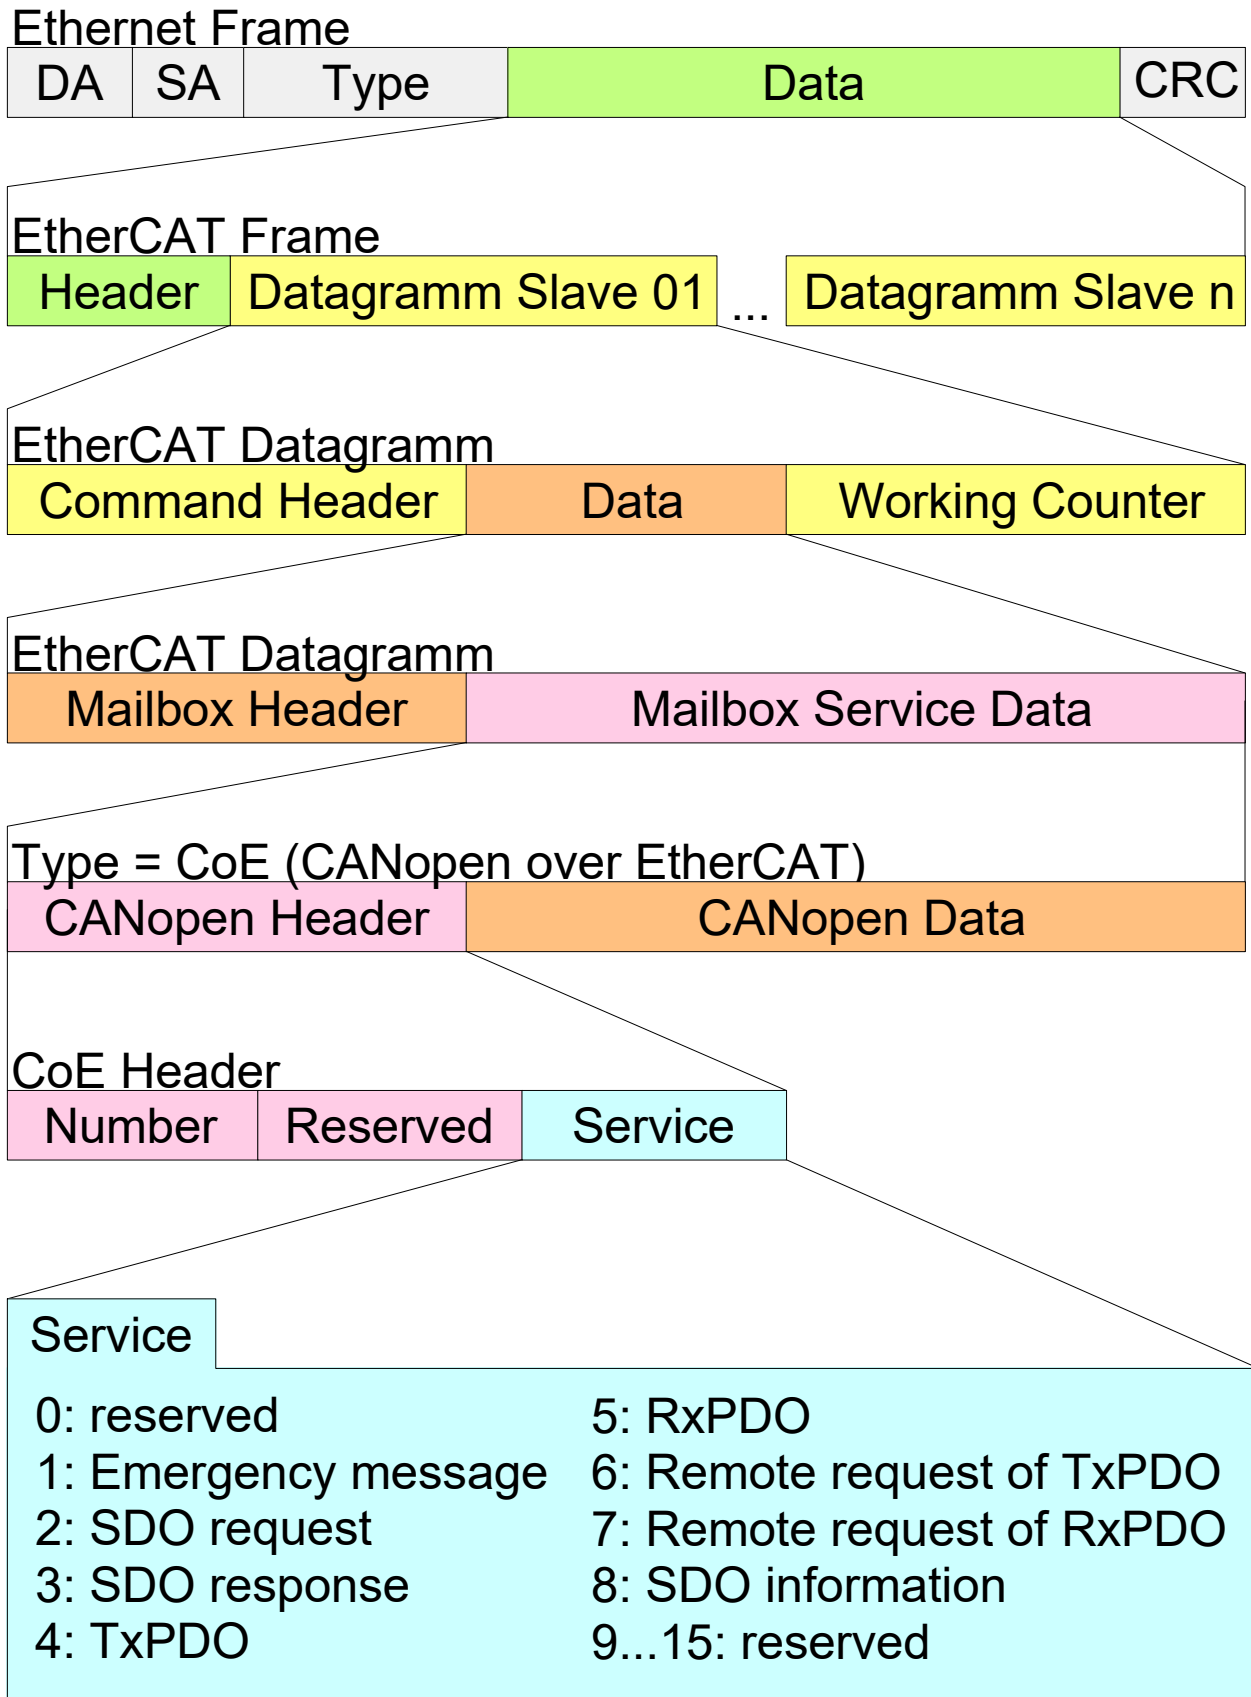 Ethernet Frame
DA SA Type Data CRC
EtherCAT Frame
Header Datagramm Slave 01 ... Datagramm Slave n
EtherCAT Datagramm
Command Header Data Working Counter
EtherCAT Datagramm
Mailbox Header Mailbox Service Data
Type = CoE (CANopen over EtherCAT)
CANopen Header CANopen Data
CoE Header
Number Reserved Service
Service
0: reserved
1: Emergency message
2: SDO request
3: SDO response
4: TxPDO
5: RxPDO
6: Remote request of TxPDO
7: Remote request of RxPDO
8: SDO information
9...15: reserved